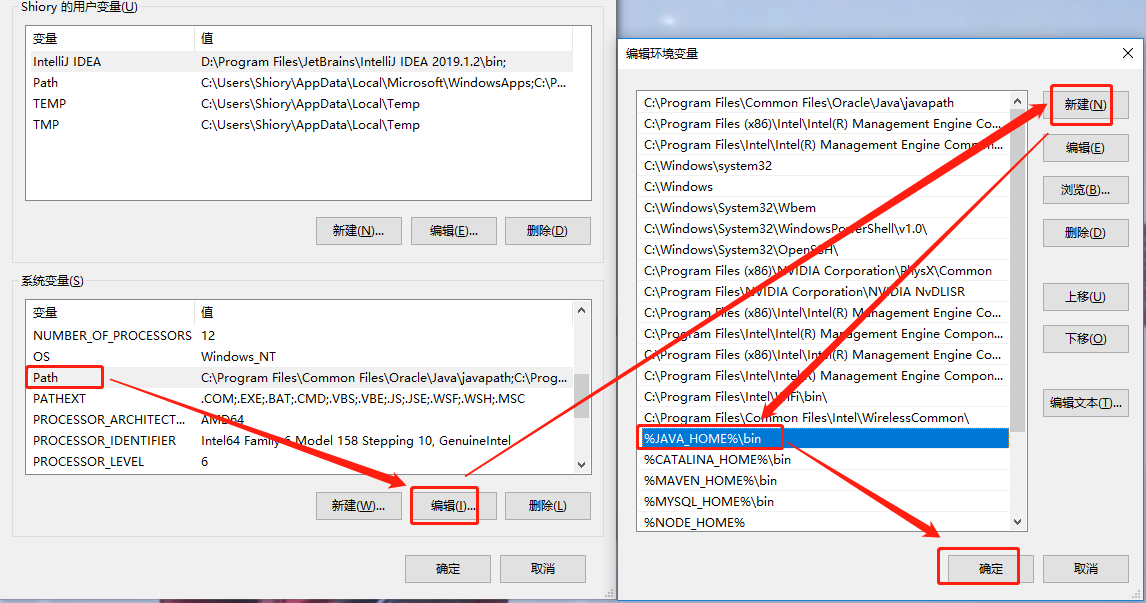 Shiory 的用户变量(U)
变量 值
IntelliJ IDEA D:\Program Files\JetBrains\IntelliJ IDEA 2019.1.2\bin;
Path C:\Users\Shiory\AppData\Local\Microsoft\WindowsApps;C:\P...
TEMP C:\Users\Shiory\AppData\Local\Temp
TMP C:\Users\Shiory\AppData\Local\Temp
新建(N)... 编辑(E)... 删除(D)
系统变量(S)
变量 值
NUMBER_OF_PROCESSORS 12
OS Windows_NT
Path C:\Program Files\Common Files\Oracle\Java\javapath;C:\Prog...
PATHEXT .COM;.EXE;.BAT;.CMD;.VBS;.VBE;.JS;.JSE;.WSF;.WSH;.MSC
PROCESSOR_ARCHITECT... AMD64
PROCESSOR_IDENTIFIER Intel64 Family 6 Model 158 Stepping 10, GenuineIntel
PROCESSOR_LEVEL 6
新建(W)... 编辑(I)... 删除(L)
确定 取消
编辑环境变量
C:\Program Files\Common Files\Oracle\Java\javapath
C:\Program Files (x86)\Intel\Intel(R) Management Engine Co...
C:\Program Files\Intel\Intel(R) Management Engine Compon...
C:\Windows\system32
C:\Windows
C:\Windows\System32\Wbem
C:\Windows\System32\WindowsPowerShell\v1.0\
C:\Windows\System32\OpenSSH\
C:\Program Files (x86)\NVIDIA Corporation\PhysX\Common
C:\Program Files\NVIDIA Corporation\NVIDIA NvDLISR
C:\Program Files (x86)\Intel\Intel(R) Management Engine Co...
C:\Program Files\Intel\Intel(R) Management Engine Compon...
C:\Program Files (x86)\Intel\Intel(R) Management Engine Co...
C:\Program Files\Intel\Intel(R) Management Engine Compon...
C:\Program Files\Intel\WiFi\bin\
C:\Program Files\Common Files\Intel\WirelessCommon\
%JAVA_HOME%\bin
%CATALINA_HOME%\bin
%MAVEN_HOME%\bin
%MYSQL_HOME%\bin
%NODE_HOME%
新建(N)
编辑(E)
浏览(B)...
删除(D)
上移(U)
下移(O)
编辑文本(T)...
确定 取消